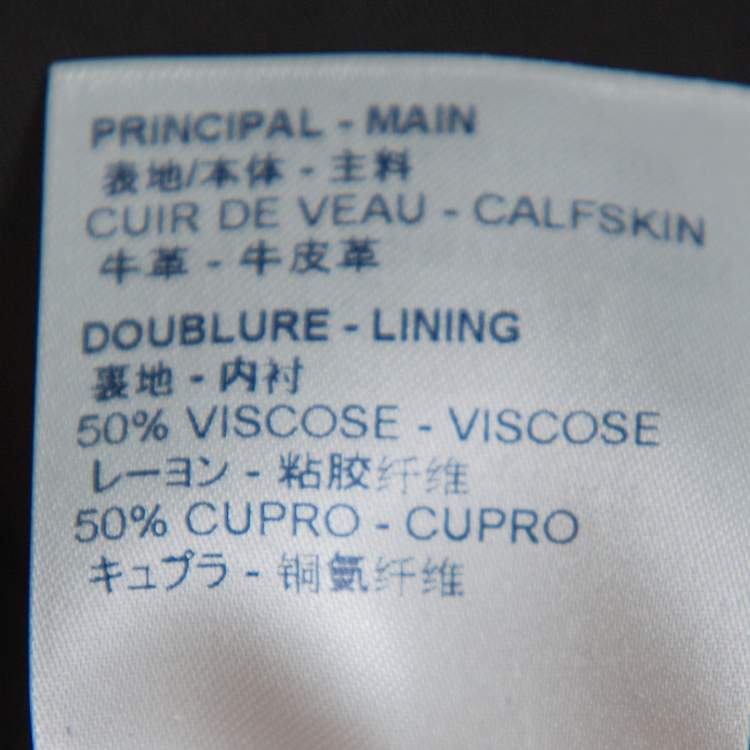 PRINCIPAL - MAIN
表地/本体 - 主料
CUIR DE VEAU - CALFSKIN
牛革 - 牛皮革
DOUBLURE - LINING
裏地 - 内衬
50% VISCOSE - VISCOSE
レーヨン - 粘胶纤维
50% CUPRO - CUPRO
キュプラ - 铜氨纤维